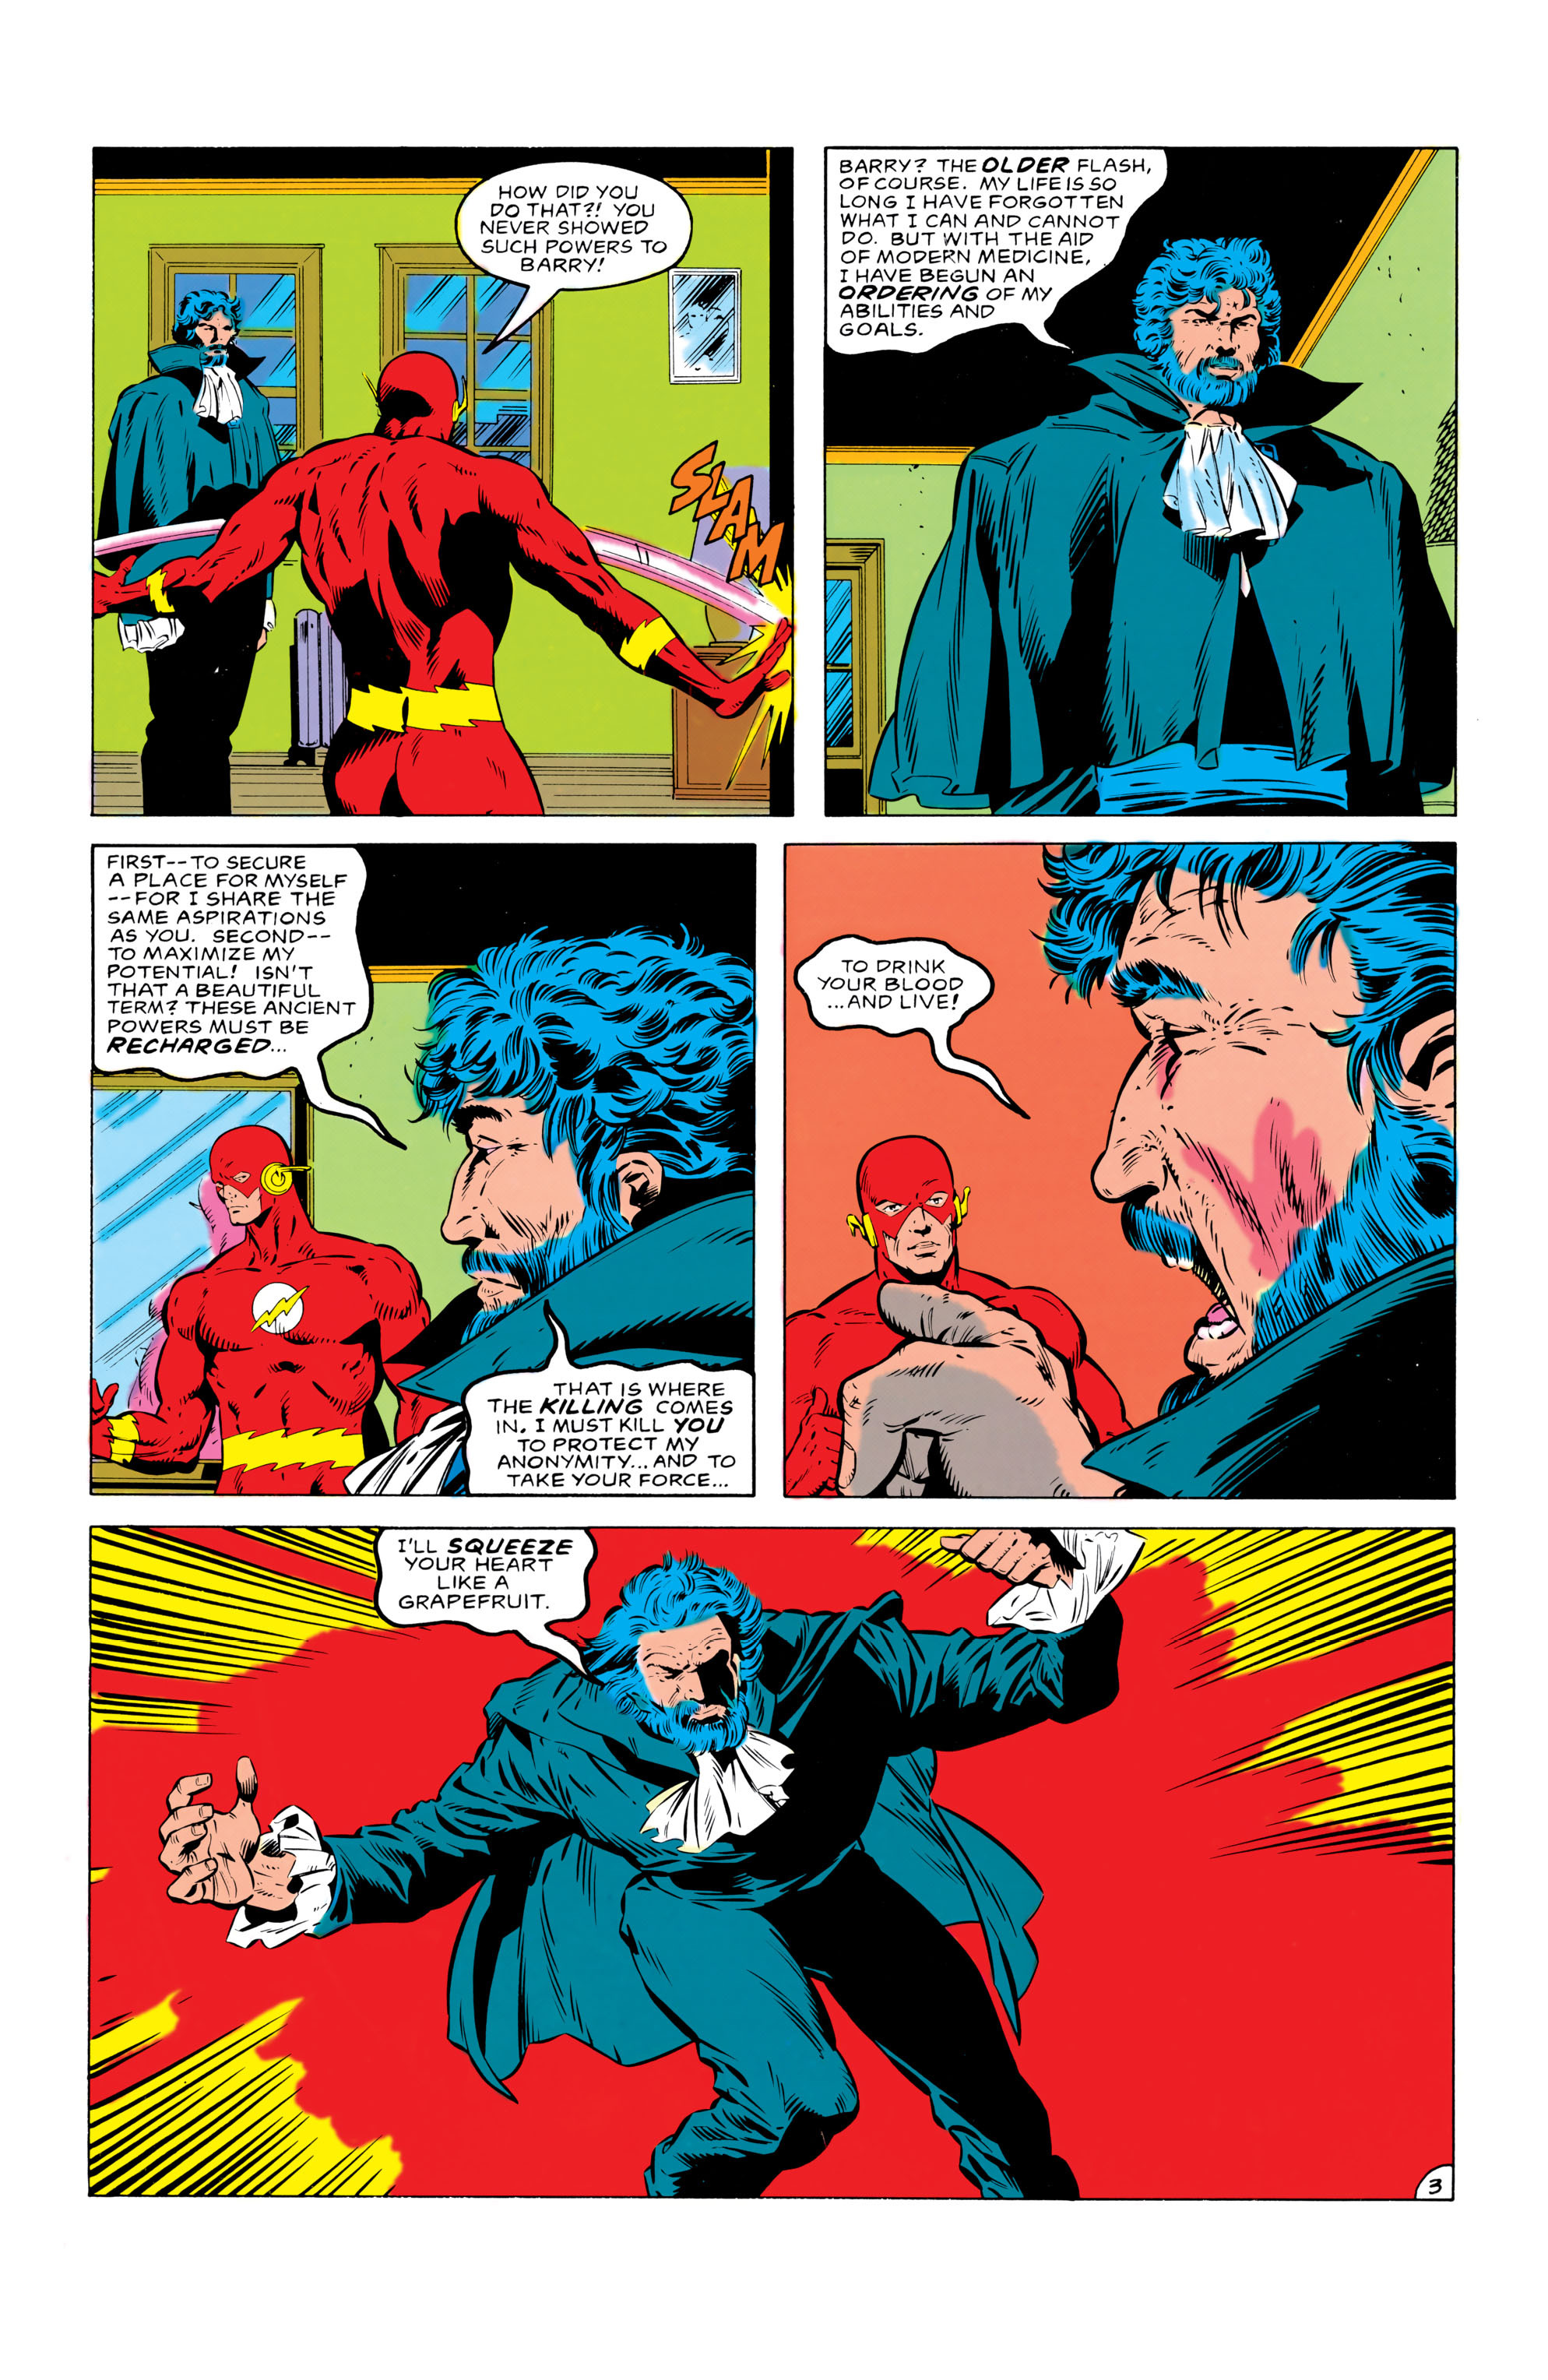 HOW DID YOU
DO THAT?! YOU
NEVER SHOWED
SUCH POWERS TO
BARRY!
SLAM
BARRY? THE OLDER FLASH,
OF COURSE. MY LIFE IS SO
LONG I HAVE FORGOTTEN
WHAT I CAN AND CANNOT
DO. BUT WITH THE AID
OF MODERN MEDICINE,
I HAVE BEGUN AN
ORDERING OF MY
ABILITIES AND
GOALS.
FIRST--TO SECURE
A PLACE FOR MYSELF
--FOR I SHARE THE
SAME ASPIRATIONS
AS YOU. SECOND--
TO MAXIMIZE MY
POTENTIAL! ISN'T
THAT A BEAUTIFUL
TERM? THESE ANCIENT
POWERS MUST BE
RECHARGED...
THAT IS WHERE
THE KILLING COMES
IN. I MUST KILL YOU
TO PROTECT MY
ANONYMITY...AND TO
TAKE YOUR FORCE...
TO DRINK
YOUR BLOOD
...AND LIVE!
I'LL SQUEEZE
YOUR HEART
LIKE A
GRAPEFRUIT.
3